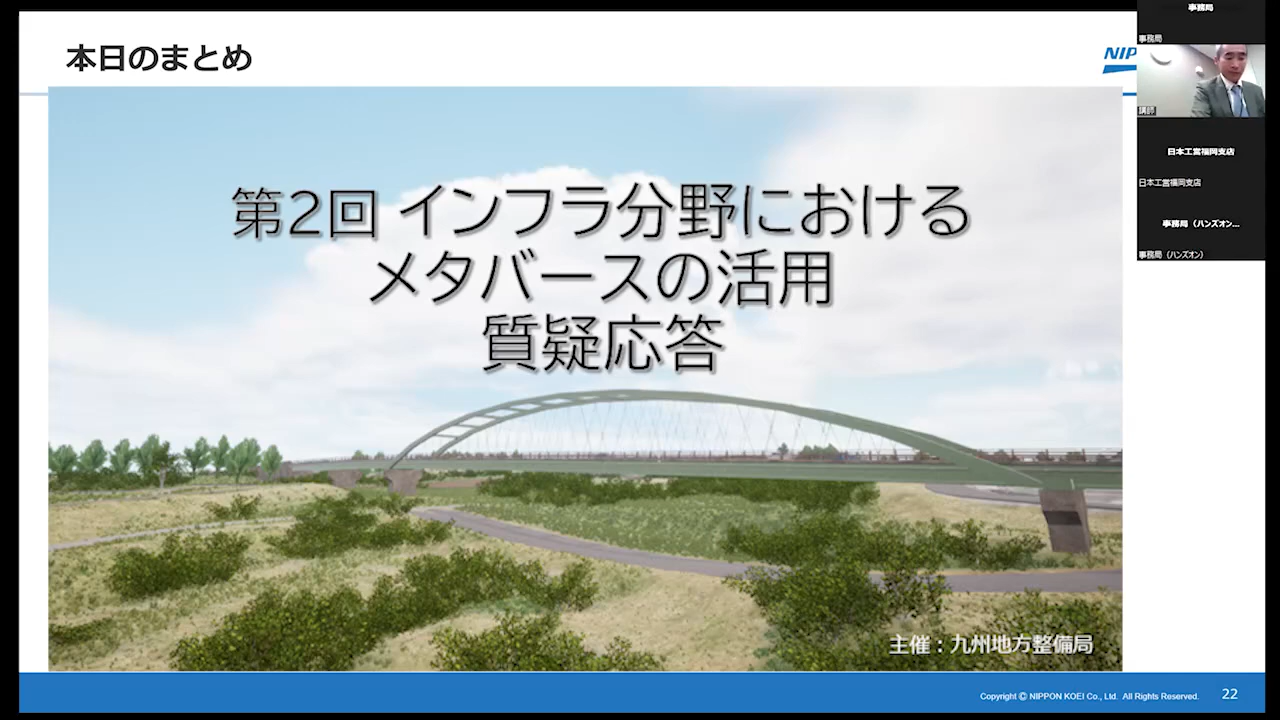 本日のまとめ
NIP
第2回 インフラ分野における
メタバースの活用
質疑応答
主催：九州地方整備局
Copyright © NIPPON KOEI Co., Ltd. All Rights Reserved.
22
事務局
事務局
講師
日本工営福岡支店
日本工営福岡支店
事務局（ハンズオン...
事務局（ハンズオン）